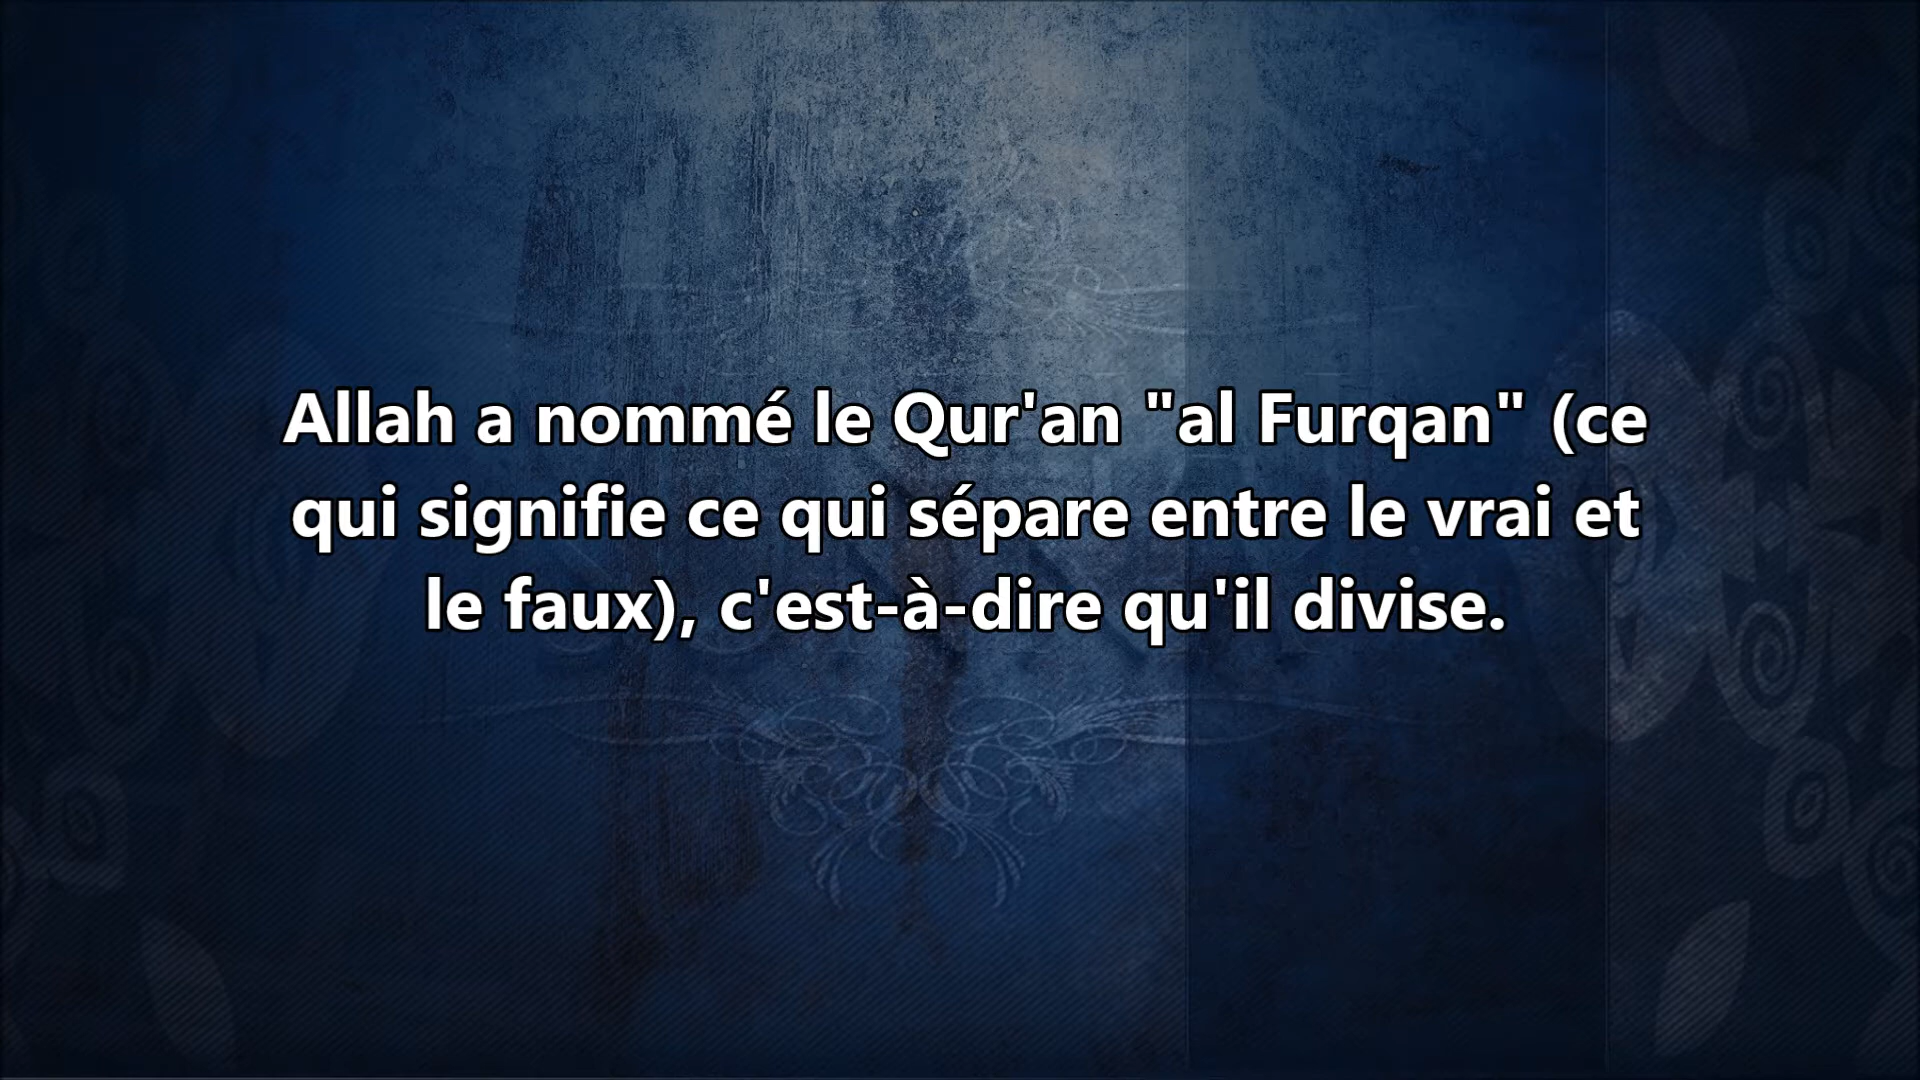 Allah a nommé le Qur'an "al Furqan" (ce
qui signifie ce qui sépare entre le vrai et
le faux), c'est-à-dire qu'il divise.